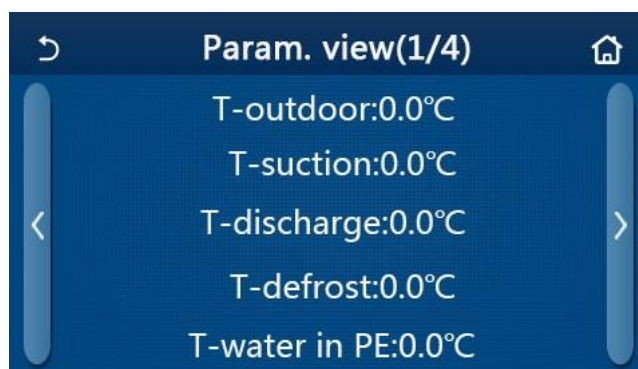 Param. view(1/4)
T-outdoor:0.0℃
T-suction:0.0℃
T-discharge:0.0℃
T-defrost:0.0℃
T-water in PE:0.0℃